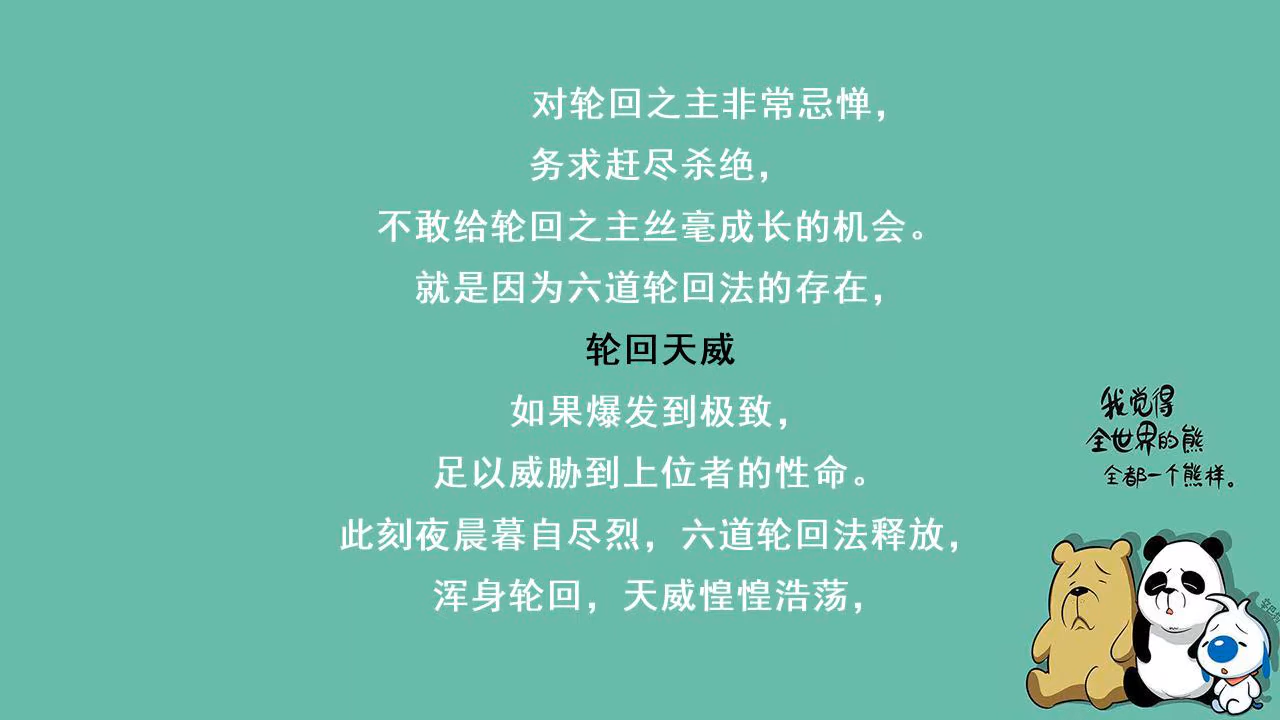 对轮回之主非常忌惮，
务求赶尽杀绝，
不敢给轮回之主丝毫成长的机会。
就是因为六道轮回法的存在，
轮回天威
如果爆发到极致，
足以威胁到上位者的性命。
此刻夜晨暮自尽烈，六道轮回法释放，
浑身轮回，天威惶惶浩荡，
我觉得
全世界的熊
全都一个熊样。